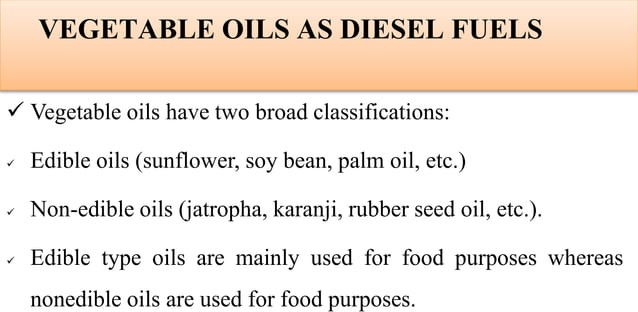 VEGETABLE OILS AS DIESEL FUELS
✓ Vegetable oils have two broad classifications:
✓ Edible oils (sunflower, soy bean, palm oil, etc.)
✓ Non-edible oils (jatropha, karanji, rubber seed oil, etc.).
✓ Edible type oils are mainly used for food purposes whereas
nonedible oils are used for food purposes.